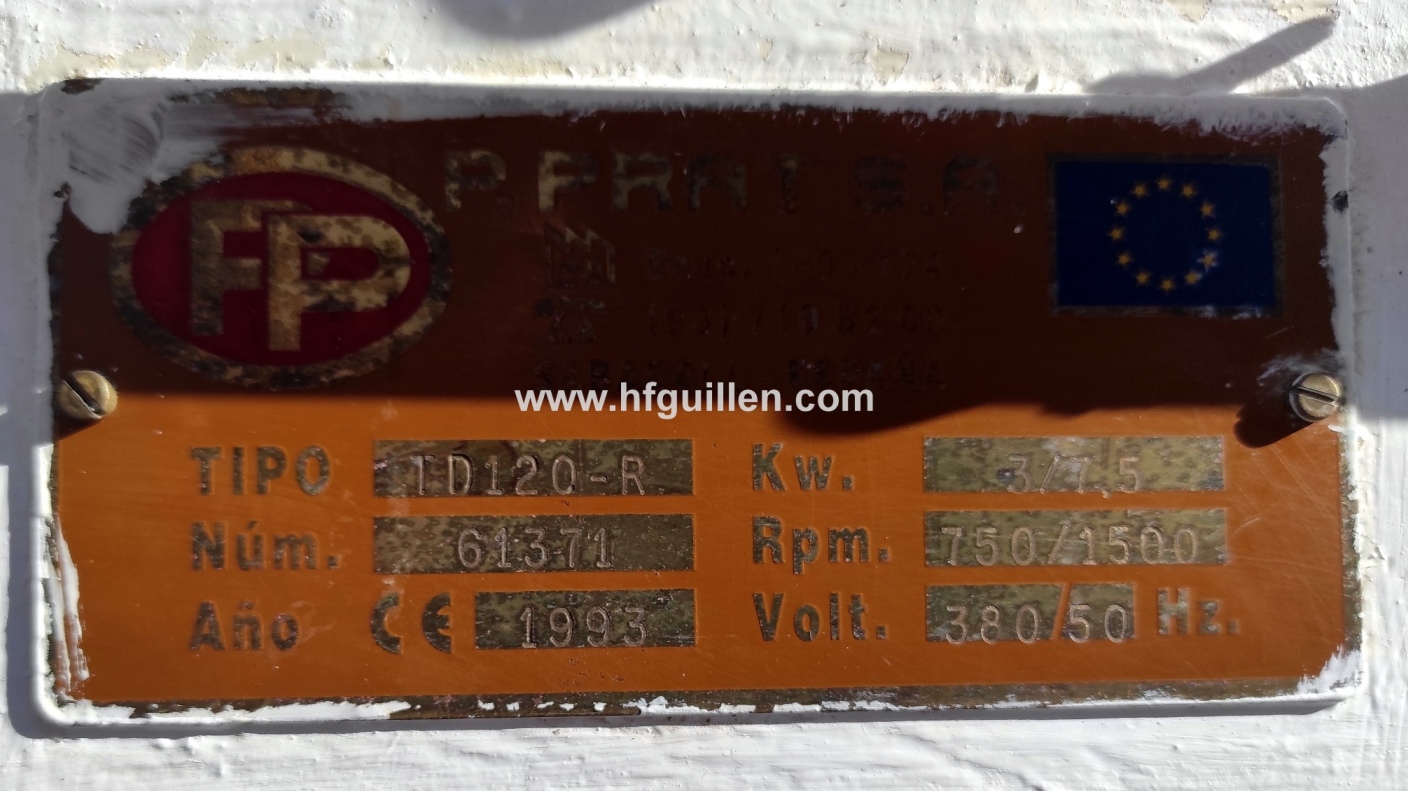 PP
P. PRAT S.A.
www.hfguillen.com
TIPO TD120-R Kw. 3/7,5
Núm. 61371 Rpm. 750/1500
Año CE 1993 Volt. 380/50 Hz.